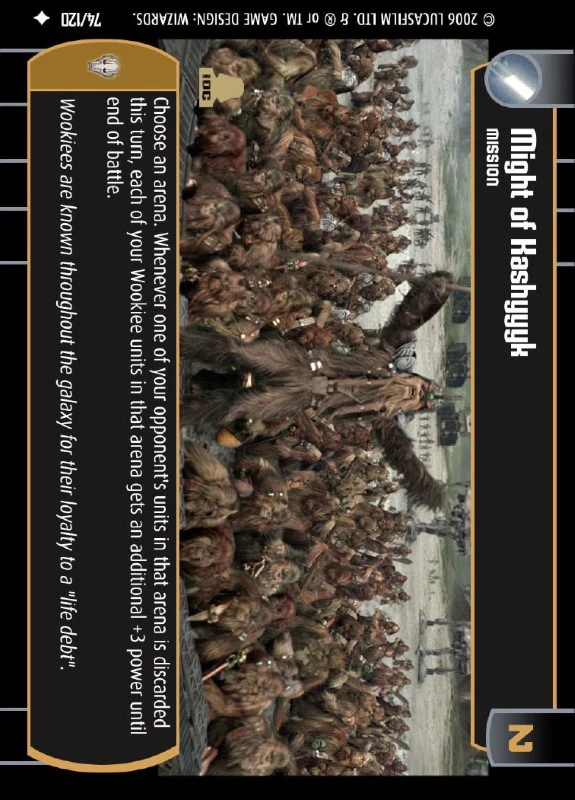 Might of Kashyyyk
MISSION
2
IDC
Choose an arena. Whenever one of your opponent's units in that arena is discarded
this turn, each of your Wookiee units in that arena gets an additional +3 power until
end of battle.
Wookiees are known throughout the galaxy for their loyalty to a "life debt".
© 2006 LUCASFILM LTD. & ® or TM. GAME DESIGN: WIZARDS. 74/120